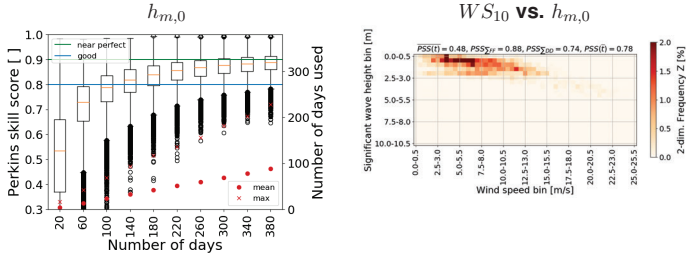 h_{m,0}
WS_{10} vs. h_{m,0}
near perfect
good
1.0
0.9
0.8
0.7
0.6
0.5
0.4
0.3
Perkins skill score [ ]
300
200
100
0
Number of days used
mean
max
20 60 100 140 180 220 260 300 340 380
Number of days
PSS(t) = 0.48, PSS∑_{FF} = 0.88, PSS∑_{DD} = 0.74, PSS(t) = 0.78
Significant wave height bin [m]
0.0-0.5
2.5-3.0
5.0-5.5
7.5-8.0
10.0-10.5
0.0-0.5 2.5-3.0 5.0-5.5 7.5-8.0 10.0-10.5 12.5-13.0 15.0-15.5 17.5-18.0 20.0-20.5 22.5-23.0 25.0-25.5
Wind speed bin [m/s]
2.0
1.5
1.0
0.5
0.0
2-dim. Frequency Z [%]